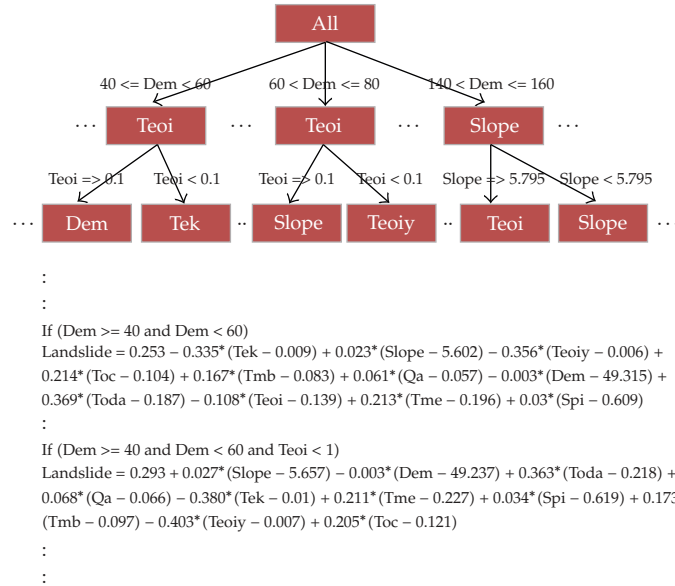 All
40 <= Dem < 60 60 < Dem <= 80 140 < Dem <= 160
... Teoi ... Teoi ... Slope ...
Teoi => 0.1 Teoi < 0.1 Teoi => 0.1 Teoi < 0.1 Slope => 5.795 Slope < 5.795
... Dem Tek .. Slope Teoiy .. Teoi Slope ...
:
:
If (Dem >= 40 and Dem < 60)
Landslide = 0.253 − 0.335*(Tek − 0.009) + 0.023*(Slope − 5.602) − 0.356*(Teoiy − 0.006) +
0.214*(Toc − 0.104) + 0.167*(Tmb − 0.083) + 0.061*(Qa − 0.057) − 0.003*(Dem − 49.315) +
0.369*(Toda − 0.187) − 0.108*(Teoi − 0.139) + 0.213*(Tme − 0.196) + 0.03*(Spi − 0.609)
:
If (Dem >= 40 and Dem < 60 and Teoi < 1)
Landslide = 0.293 + 0.027*(Slope − 5.657) − 0.003*(Dem − 49.237) + 0.363*(Toda − 0.218) +
0.068*(Qa − 0.066) − 0.380*(Tek − 0.01) + 0.211*(Tme − 0.227) + 0.034*(Spi − 0.619) + 0.173
(Tmb − 0.097) − 0.403*(Teoiy − 0.007) + 0.205*(Toc − 0.121)
:
: